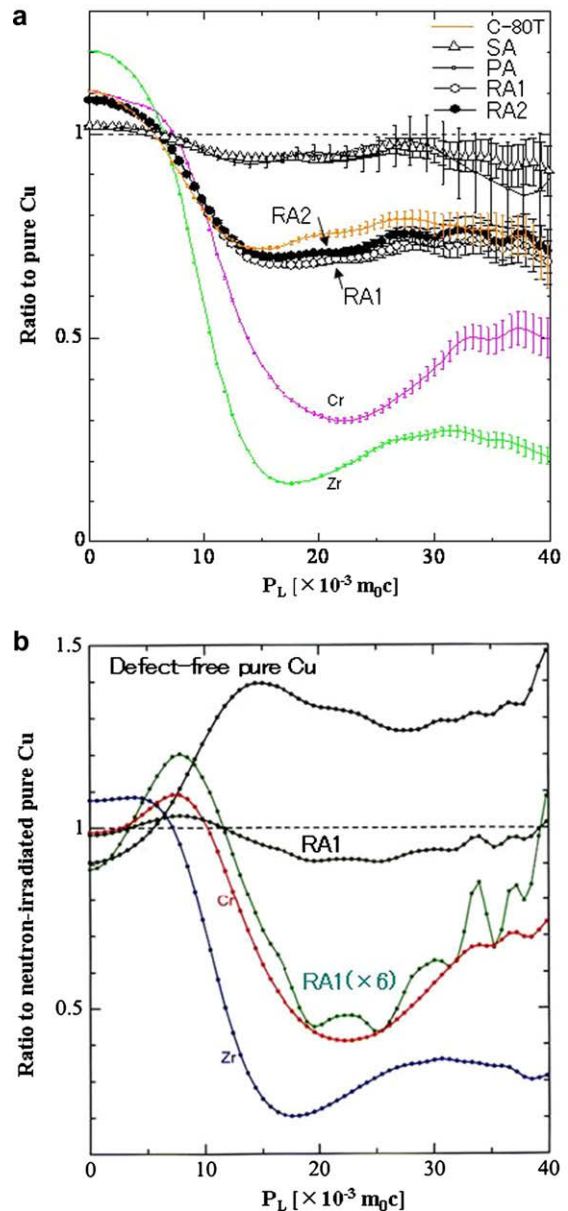 a
C-80T
SA
PA
RA1
RA2
1
0.5
0
RA2
RA1
Cr
Zr
Ratio to pure Cu
0 10 20 30 40
P_L [× 10⁻³ m₀c]
b
1.5
1
0.5
Defect-free pure Cu
RA1
Cr
RA1(×6)
Zr
Ratio to neutron-irradiated pure Cu
0 10 20 30 40
P_L [× 10⁻³ m₀c]